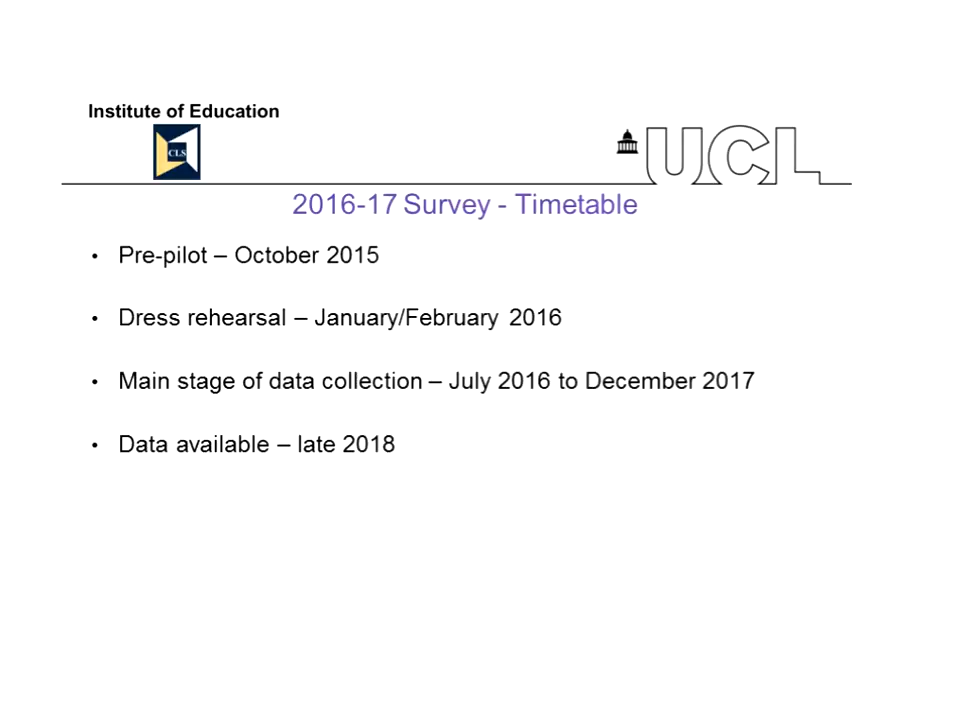 Institute of Education
CLS
UCL
2016-17 Survey - Timetable
• Pre-pilot – October 2015
• Dress rehearsal – January/February 2016
• Main stage of data collection – July 2016 to December 2017
• Data available – late 2018